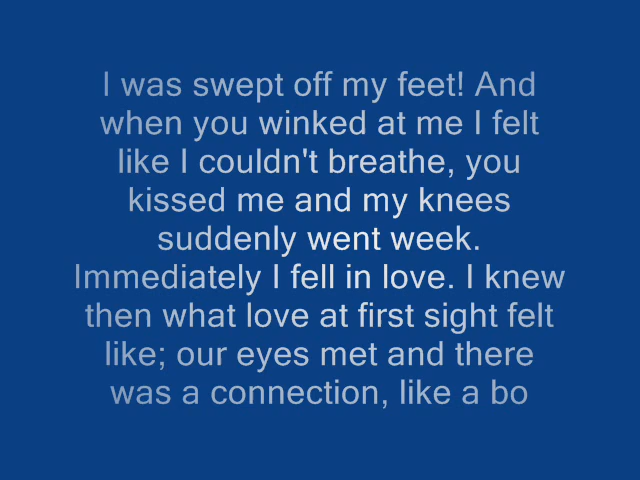 I was swept off my feet! And
when you winked at me I felt
like I couldn't breathe, you
kissed me and my knees
suddenly went week.
Immediately I fell in love. I knew
then what love at first sight felt
like; our eyes met and there
was a connection, like a bo